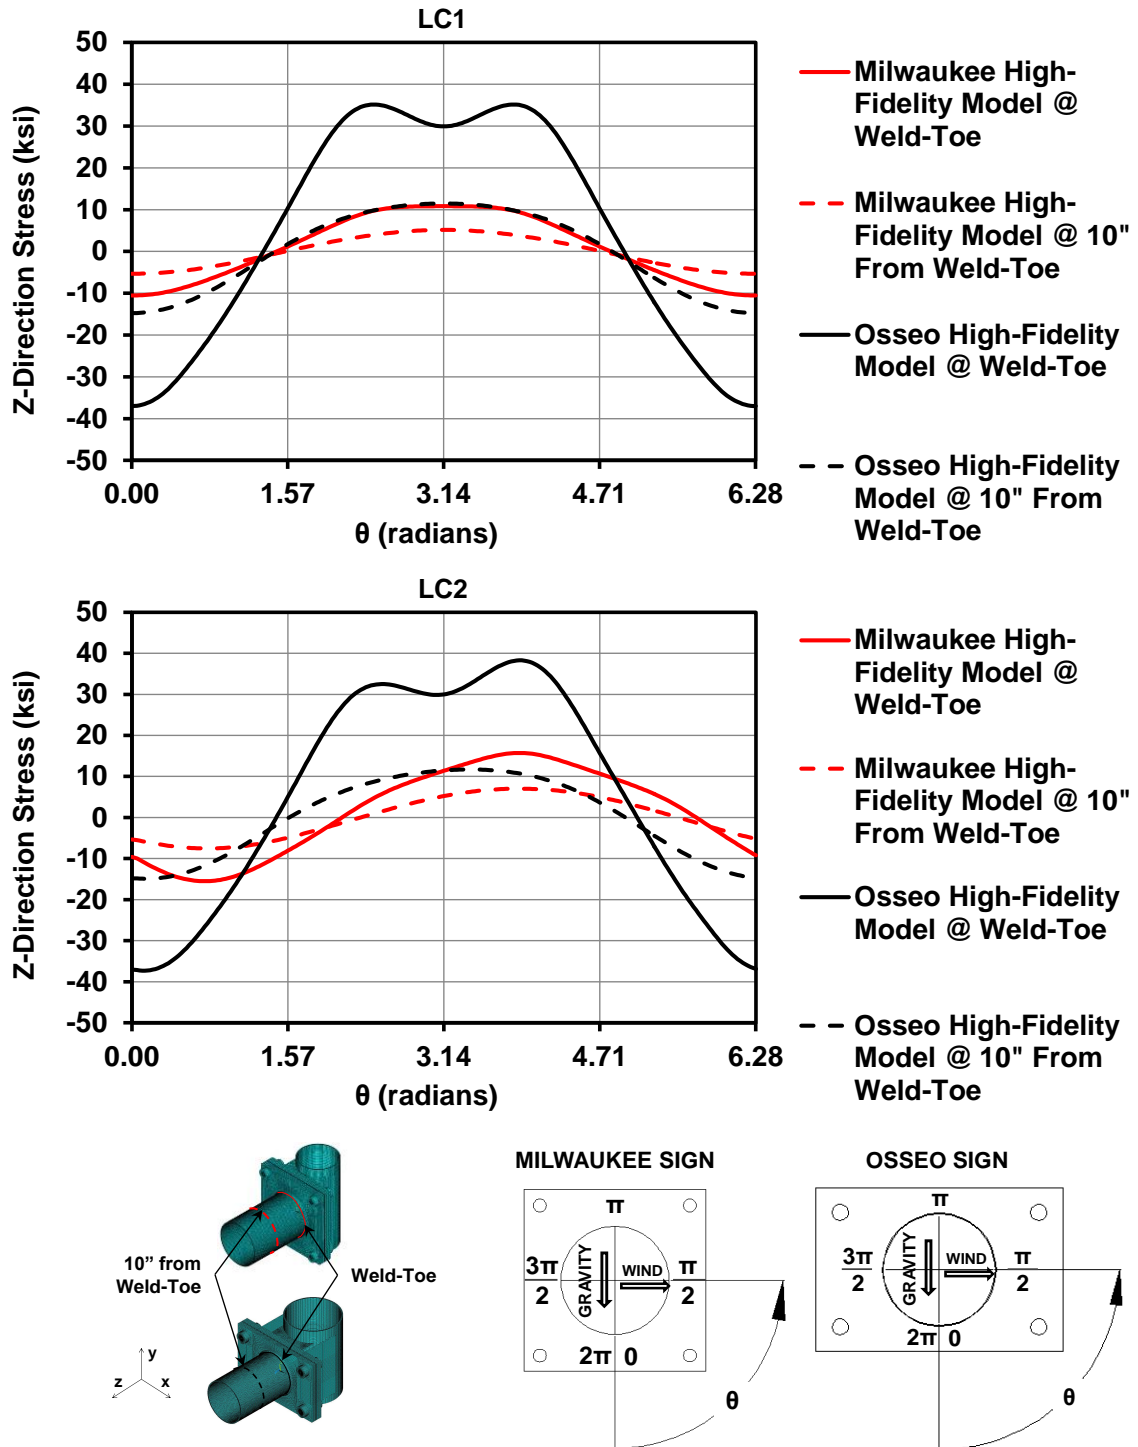 LC1
50
40
30
20
10
0
-10
-20
-30
-40
-50
Z-Direction Stress (ksi)
0.00 1.57 3.14 4.71 6.28
θ (radians)
Milwaukee High-
Fidelity Model @
Weld-Toe
Milwaukee High-
Fidelity Model @ 10"
From Weld-Toe
Osseo High-Fidelity
Model @ Weld-Toe
Osseo High-Fidelity
Model @ 10" From
Weld-Toe
LC2
50
40
30
20
10
0
-10
-20
-30
-40
-50
Z-Direction Stress (ksi)
0.00 1.57 3.14 4.71 6.28
θ (radians)
Milwaukee High-
Fidelity Model @
Weld-Toe
Milwaukee High-
Fidelity Model @ 10"
From Weld-Toe
Osseo High-Fidelity
Model @ Weld-Toe
Osseo High-Fidelity
Model @ 10" From
Weld-Toe
10” from
Weld-Toe
Weld-Toe
y
z x
MILWAUKEE SIGN
π
3π
2
GRAVITY
WIND
π
2
2π 0
θ
OSSEO SIGN
π
3π
2
GRAVITY
WIND
π
2
2π 0
θ